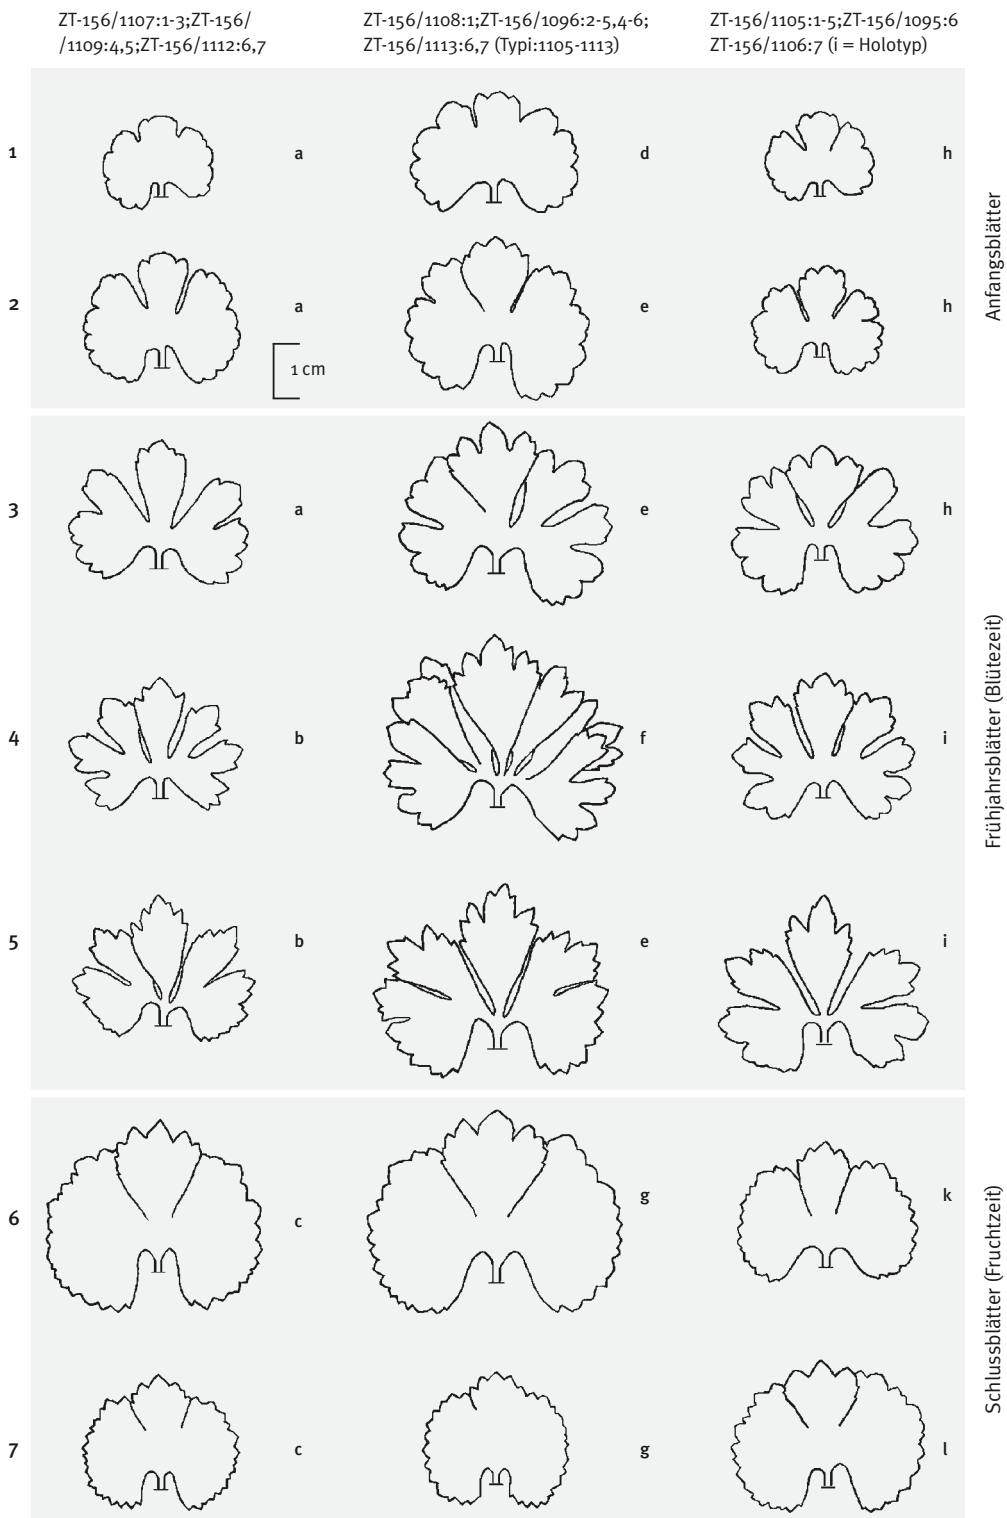 ZT-156/1107:1-3;ZT-156/
/1109:4,5;ZT-156/1112:6,7
ZT-156/1108:1;ZT-156/1096:2-5,4-6;
ZT-156/1113:6,7 (Typi:1105-1113)
ZT-156/1105:1-5;ZT-156/1095:6
ZT-156/1106:7 (i = Holotyp)
1
a
d
h
2
a
e
h
1 cm
Anfangsblätter
3
a
e
h
4
b
f
i
5
b
e
i
Frühjahrsblätter (Blütezeit)
6
c
g
k
7
c
g
l
Schlussblätter (Fruchtzeit)